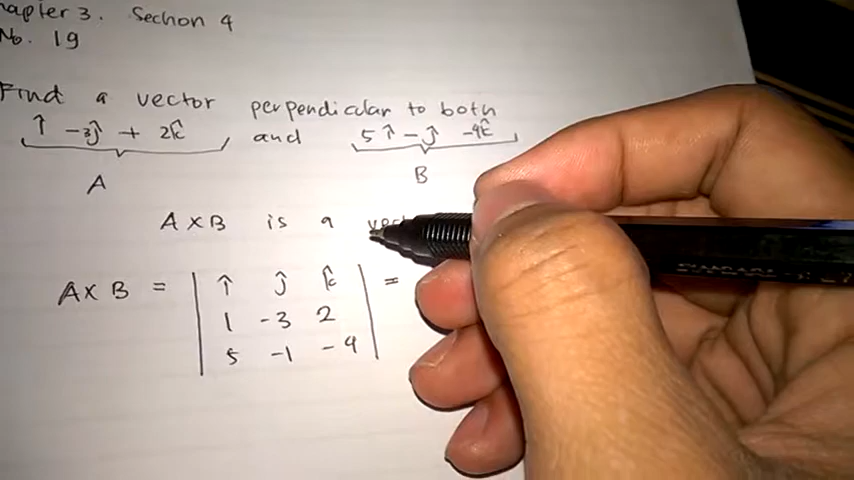 Chapter 3. Section 4
No. 19
Find a vector perpendicular to both
î - 3ĵ + 2k̂ and 5î - ĵ - 4k̂
A B
A x B is a
A x B = | î ĵ k̂ | =
1 -3 2
5 -1 -4